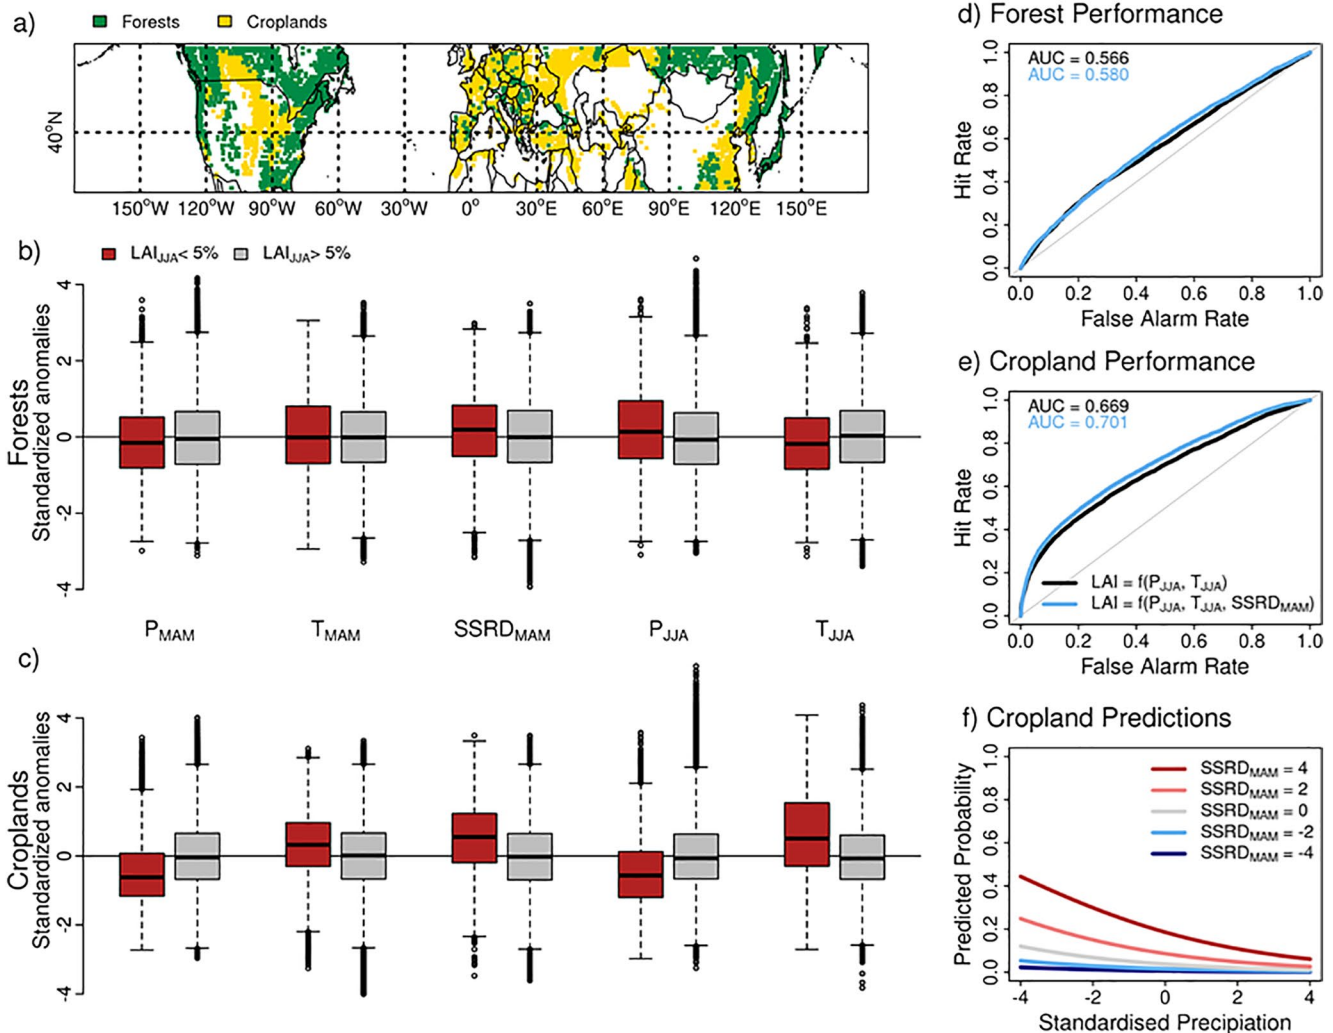 a)
Forests
Croplands
40°N
150°W 120°W 90°W 60°W 30°W 0° 30°E 60°E 90°E 120°E 150°E
b)
LAIJJA< 5%
LAIJJA> 5%
Forests
Standardized anomalies
4
2
0
-2
-4
PMAM TMAM SSRDMAM PJJA TJJA
c)
Croplands
Standardized anomalies
4
2
0
-2
-4
d) Forest Performance
AUC = 0.566
AUC = 0.580
Hit Rate
0.0 0.2 0.4 0.6 0.8 1.0
0.0 0.2 0.4 0.6 0.8 1.0
False Alarm Rate
e) Cropland Performance
AUC = 0.669
AUC = 0.701
Hit Rate
0.0 0.2 0.4 0.6 0.8 1.0
LAI = f(PJJA, TJJA)
LAI = f(PJJA, TJJA, SSRDMAM)
0.0 0.2 0.4 0.6 0.8 1.0
False Alarm Rate
f) Cropland Predictions
Predicted Probability
0.0 0.2 0.4 0.6 0.8 1.0
SSRDMAM = 4
SSRDMAM = 2
SSRDMAM = 0
SSRDMAM = -2
SSRDMAM = -4
-4 -2 0 2 4
Standardised Precipiation